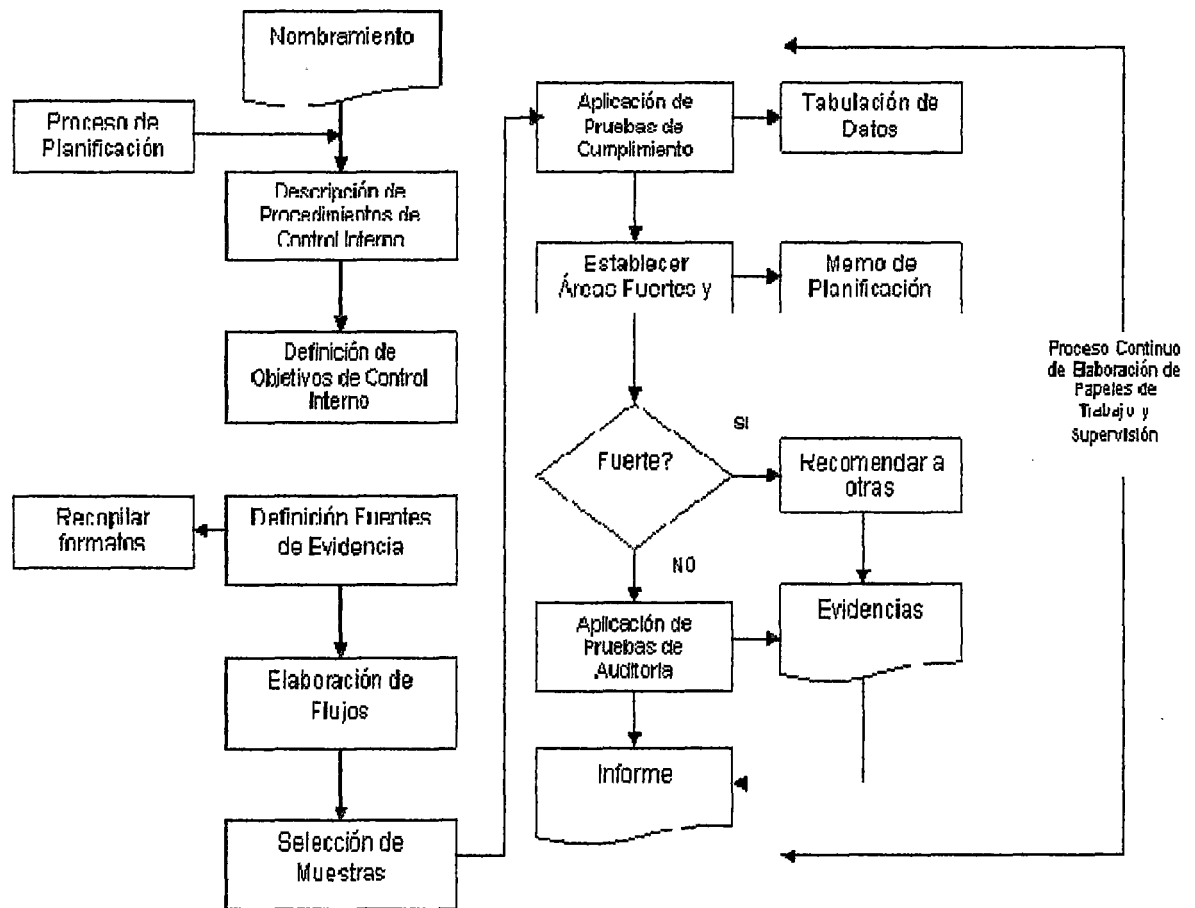 Nombramiento
Proceso de
Planificación
Descripción de
Procedimientos de
Control Interno
Definición de
Objetivos de Control
Interno
Recopilar
formatos
Definición Fuentes
de Evidencia
Elaboración de
Flujos
Selección de
Muestras
Aplicación de
Pruebas de
Cumplimiento
Tabulación de
Datos
Establecer
Áreas Fuertes y
Memo de
Planificación
Fuerte?
SI
Recomendar a
otras
NO
Aplicación de
Pruebas de
Auditoria
Evidencias
Informe
Proceso Continuo
de Elaboración de
Papeles de
Trabajo y
Supervisión